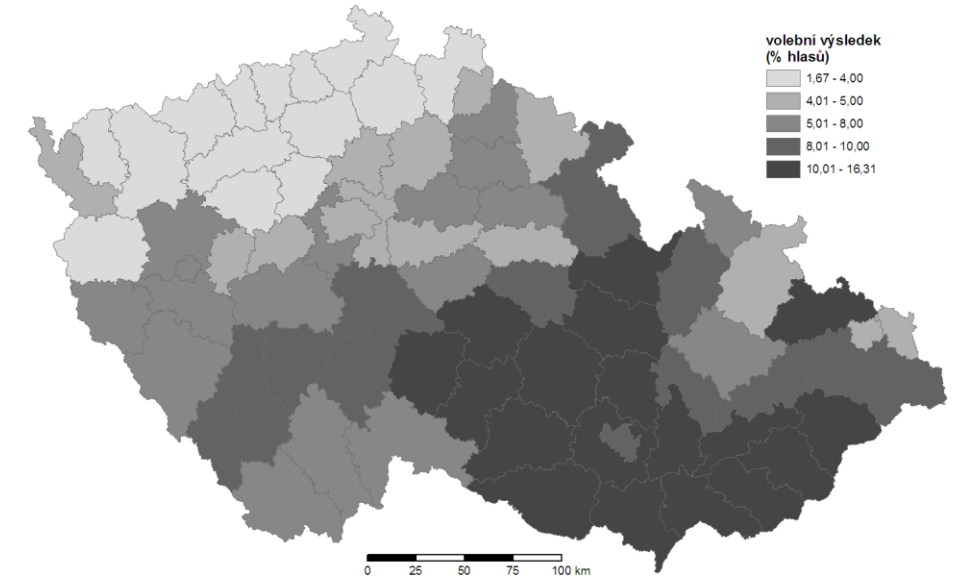 volební výsledek
(% hlasů)
1,67 - 4,00
4,01 - 5,00
5,01 - 8,00
8,01 - 10,00
10,01 - 16,31
0 25 50 75 100 km